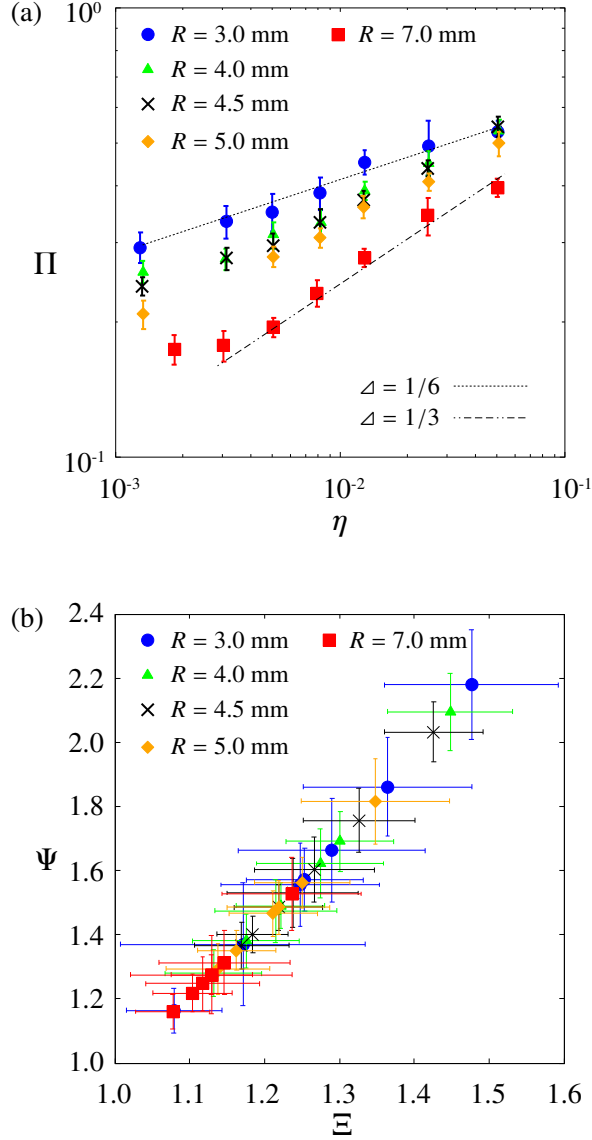 (a)
10⁰
R = 3.0 mm R = 7.0 mm
R = 4.0 mm
R = 4.5 mm
R = 5.0 mm
Π
⊿ = 1/6
⊿ = 1/3
10⁻¹
10⁻³ 10⁻² 10⁻¹
η
(b)
2.4
R = 3.0 mm R = 7.0 mm
2.2
R = 4.0 mm
R = 4.5 mm
2.0
R = 5.0 mm
1.8
Ψ
1.6
1.4
1.2
1.0
1.0 1.1 1.2 1.3 1.4 1.5 1.6
Ξ